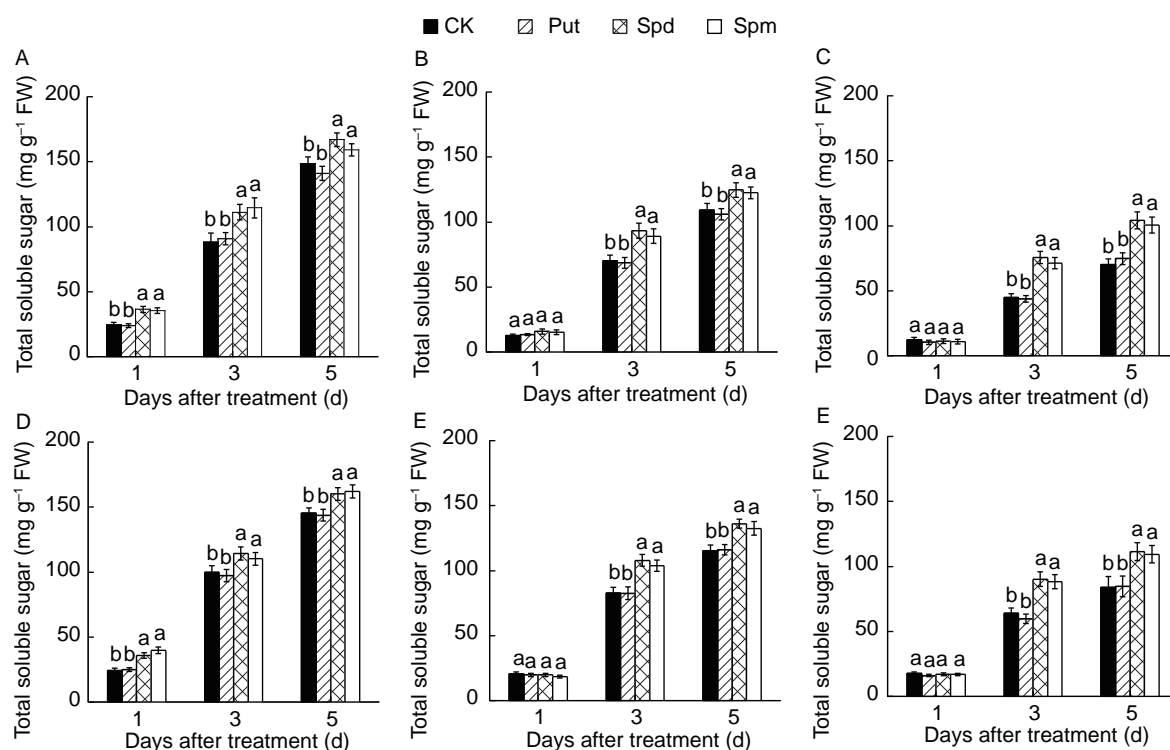 CK Put Spd Spm
A
Total soluble sugar (mg g⁻¹ FW)
200
150
100
50
0
b b a a
b b a a
b b a a
1 3 5
Days after treatment (d)
B
Total soluble sugar (mg g⁻¹ FW)
200
150
100
50
0
a a a a
b b a a
b b a a
1 3 5
Days after treatment (d)
C
Total soluble sugar (mg g⁻¹ FW)
200
150
100
50
0
a a a a
b b a a
b b a a
1 3 5
Days after treatment (d)
D
Total soluble sugar (mg g⁻¹ FW)
200
150
100
50
0
b b a a
b b a a
b b a a
1 3 5
Days after treatment (d)
E
Total soluble sugar (mg g⁻¹ FW)
200
150
100
50
0
a a a a
b b a a
b b a a
1 3 5
Days after treatment (d)
E
Total soluble sugar (mg g⁻¹ FW)
200
150
100
50
0
a a a a
b b a a
b b a a
1 3 5
Days after treatment (d)